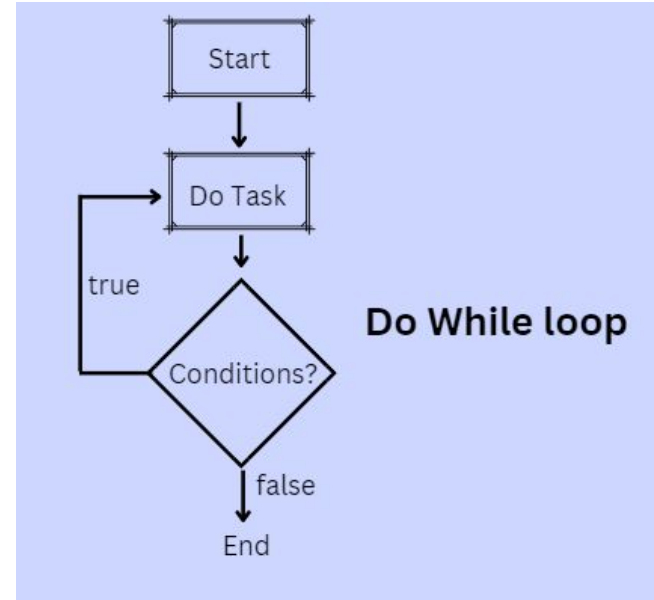 Start
Do Task
true
Do While loop
Conditions?
false
End